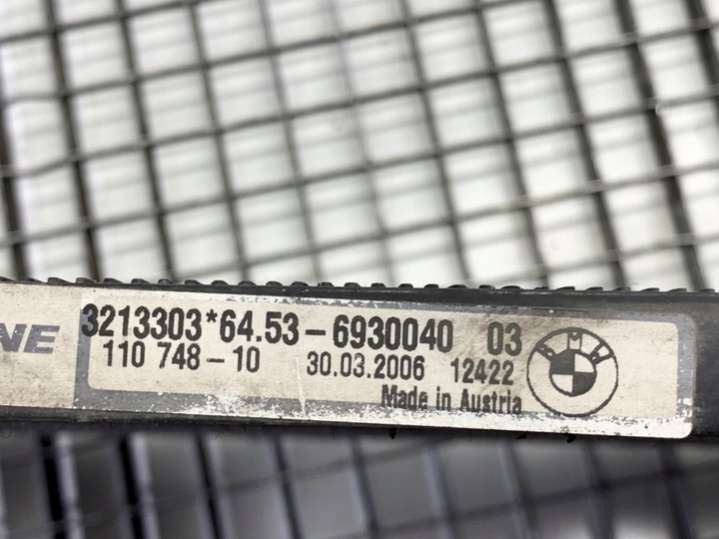 NE
3213303*64.53-6930040 03
110 748-10 30.03.2006 12422
Made in Austria
BMW